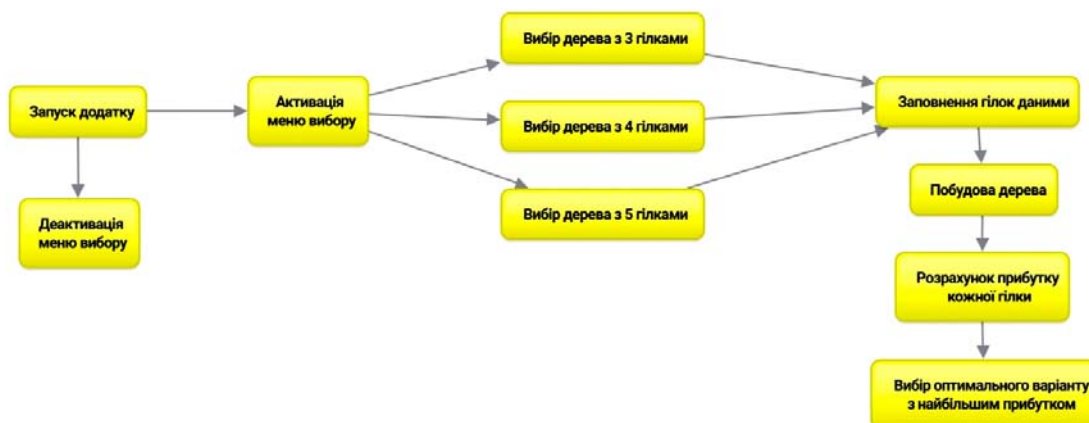 Запуск додатку
Деактивація
меню вибору
Активація
меню вибору
Вибір дерева з 3 гілками
Вибір дерева з 4 гілками
Вибір дерева з 5 гілками
Заповнення гілок даними
Побудова дерева
Розрахунок прибутку
кожної гілки
Вибір оптимального варіанту
з найбільшим прибутком